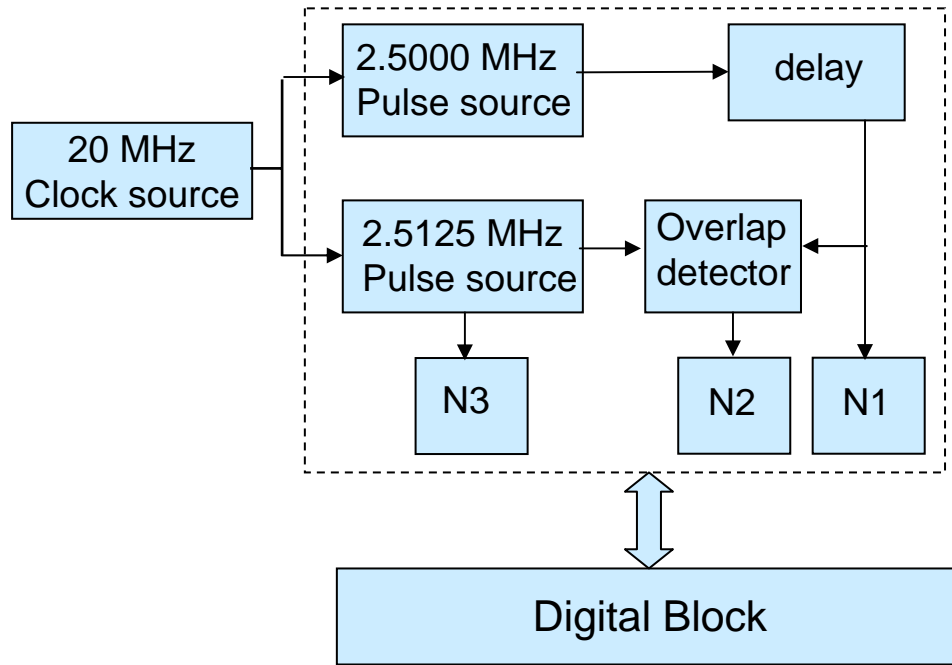 2.5000 MHz
Pulse source
delay
20 MHz
Clock source
2.5125 MHz
Pulse source
Overlap
detector
N3
N2
N1
Digital Block